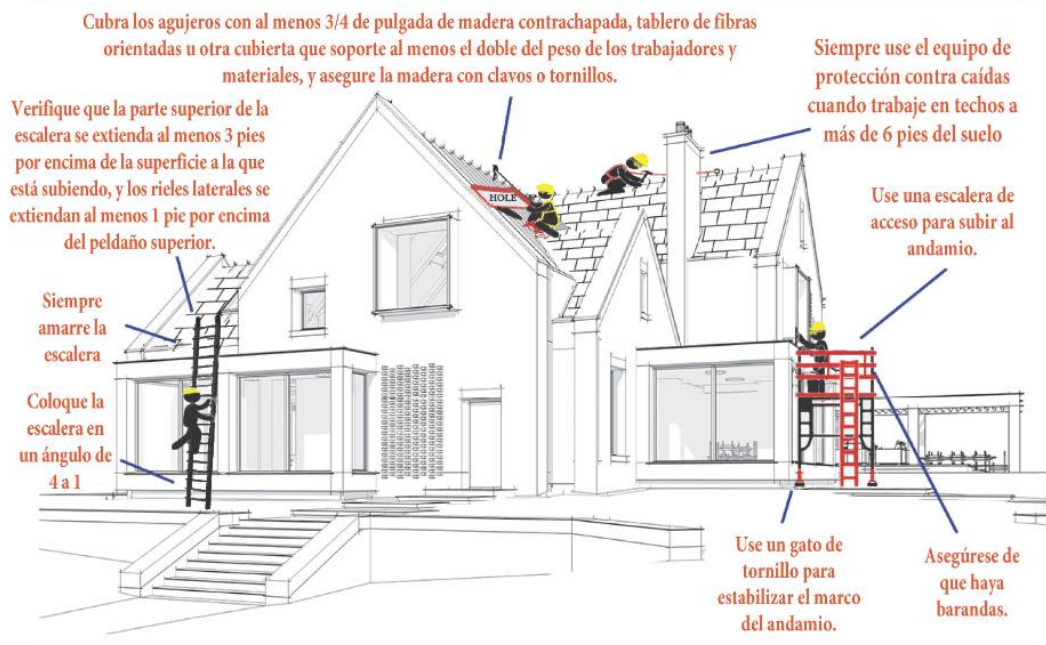 Cubra los agujeros con al menos 3/4 de pulgada de madera contrachapada, tablero de fibras
orientadas u otra cubierta que soporte al menos el doble del peso de los trabajadores y
materiales, y asegure la madera con clavos o tornillos.
Siempre use el equipo de
protección contra caídas
cuando trabaje en techos a
más de 6 pies del suelo
Verifique que la parte superior de la
escalera se extienda al menos 3 pies
por encima de la superficie a la que
está subiendo, y los rieles laterales se
extiendan al menos 1 pie por encima
del peldaño superior.
HOLE
Use una escalera de
acceso para subir al
andamio.
Siempre
amarre la
escalera
Coloque la
escalera en
un ángulo de
4 a 1
Use un gato de
tornillo para
estabilizar el marco
del andamio.
Asegúrese de
que haya
barandas.